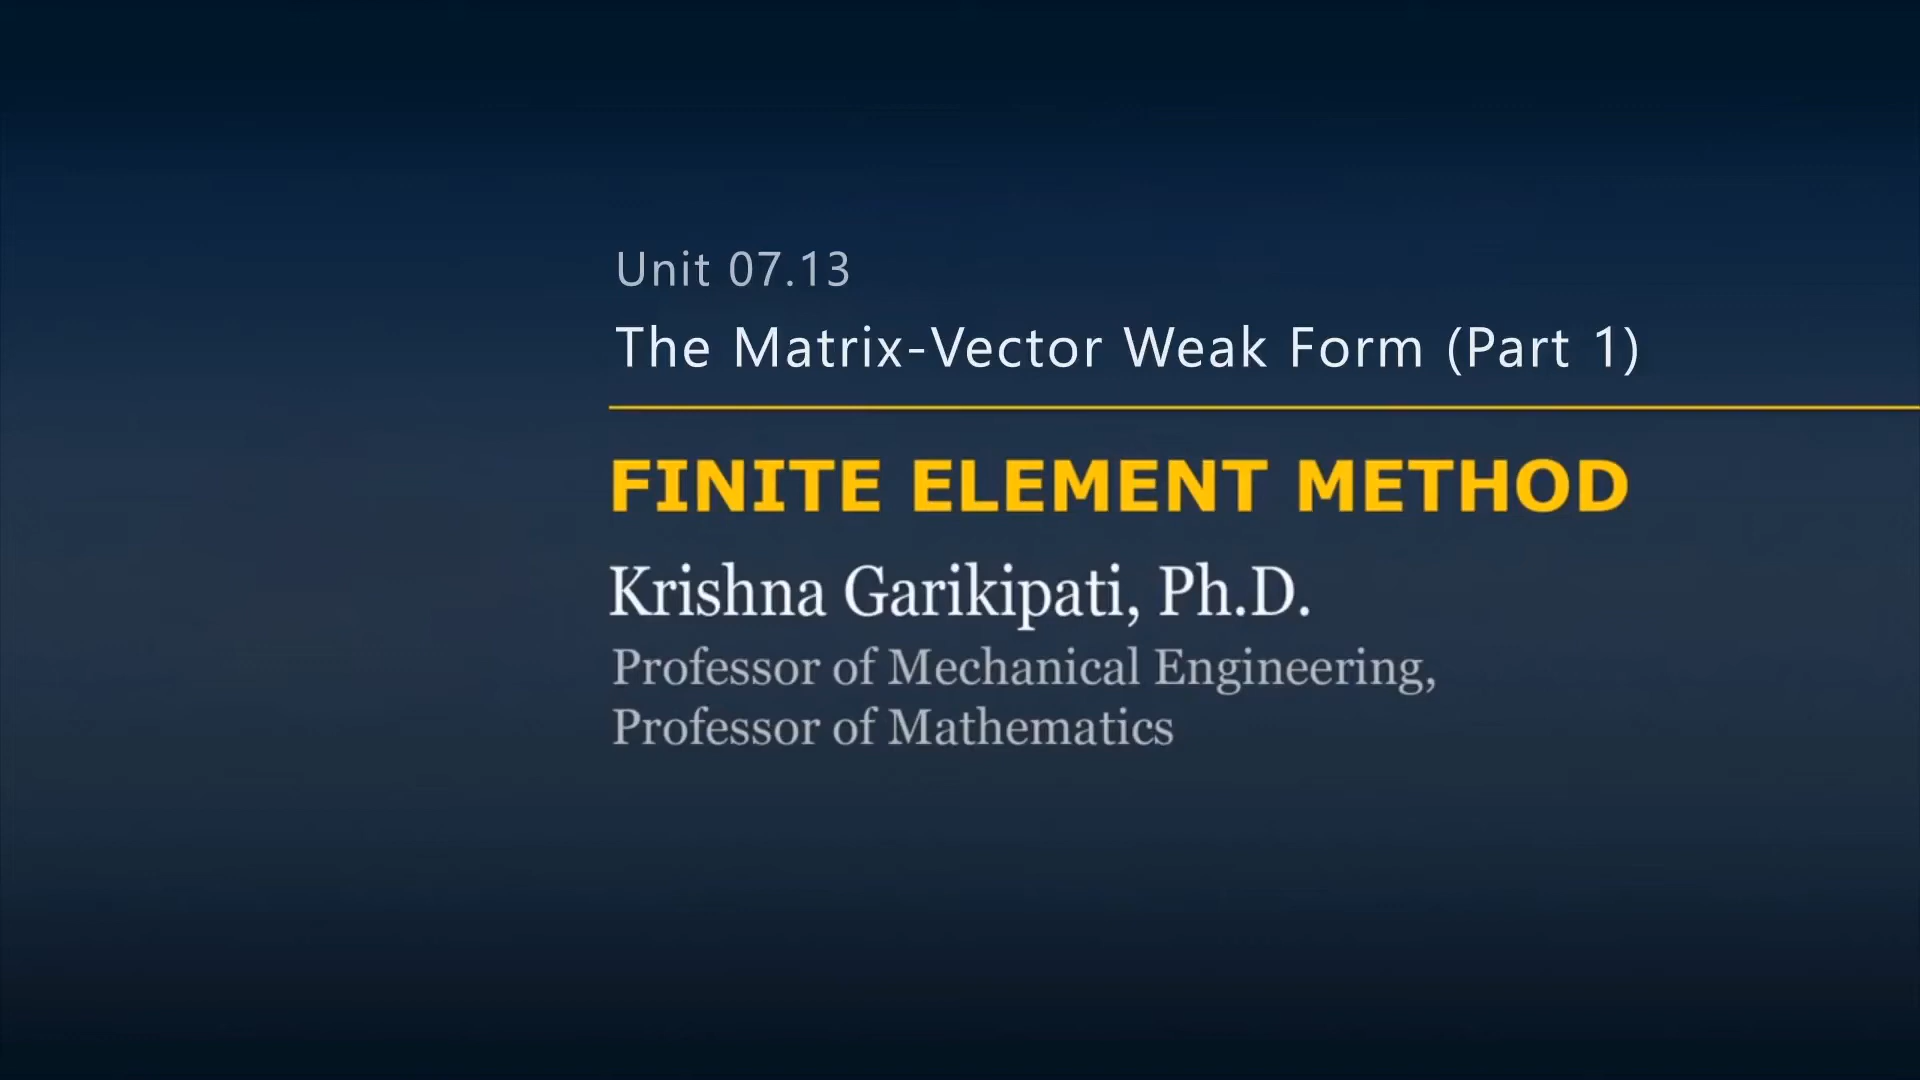 Unit 07.13
The Matrix-Vector Weak Form (Part 1)
FINITE ELEMENT METHOD
Krishna Garikipati, Ph.D.
Professor of Mechanical Engineering,
Professor of Mathematics